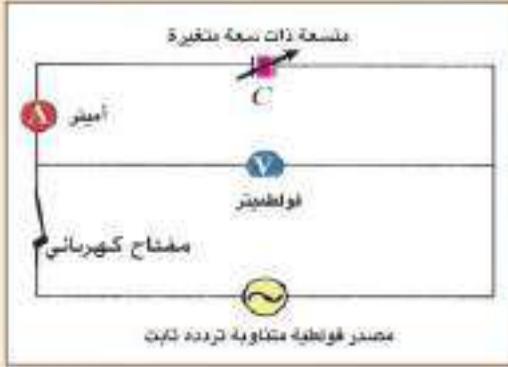 متسعة ذات سعة متغيرة
C
A
أميتر
V
فولطميتر
مفتاح كهربائي
مصدر فولطية متناوبة تردده ثابت